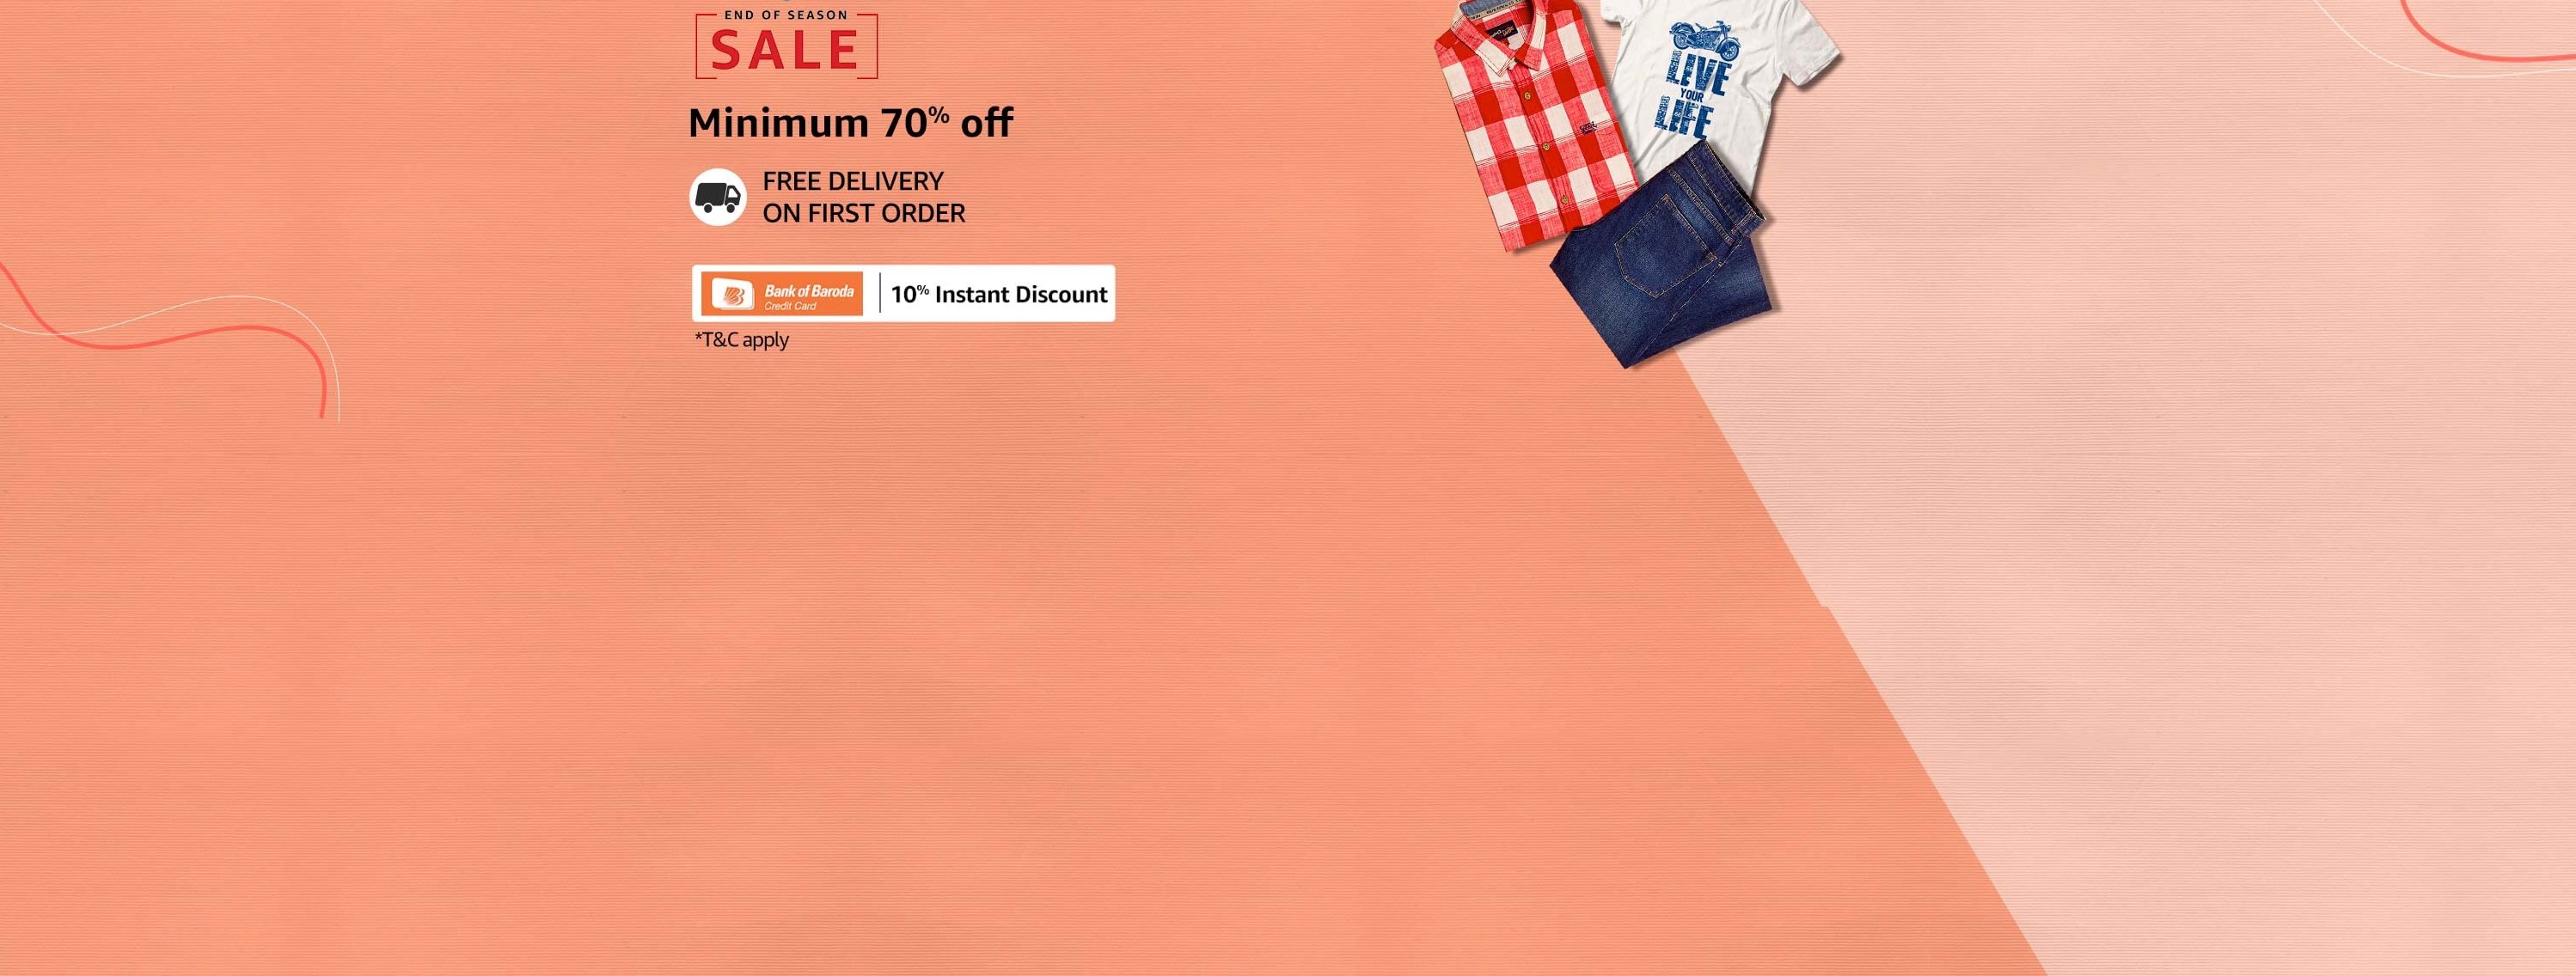 END OF SEASON
SALE
Minimum 70% off
FREE DELIVERY
ON FIRST ORDER
Bank of Baroda
Credit Card
10% Instant Discount
*T&C apply
LIVE
YOUR
LIFE